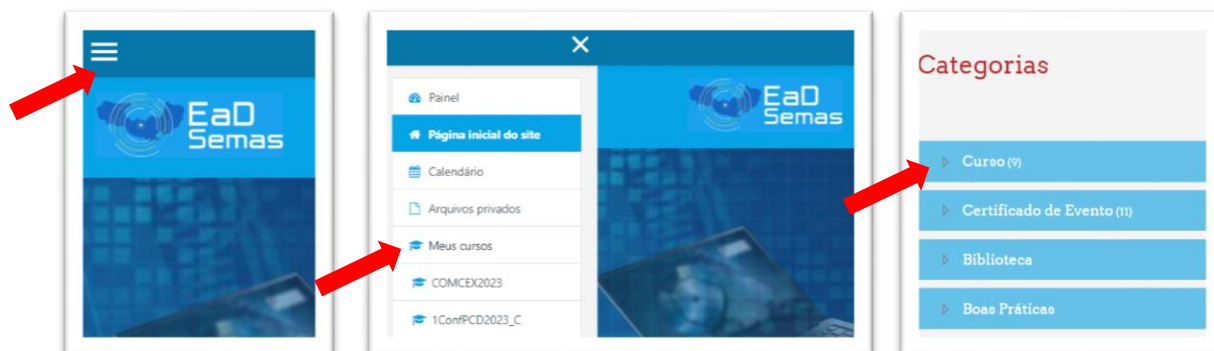 EaD
Semas
Painel
Página inicial do site
Calendário
Arquivos privados
Meus cursos
COMCEX2023
1ConfPCD2023_C
EaD
Semas
Categorias
Curso (9)
Certificado de Evento (11)
Biblioteca
Boas Práticas